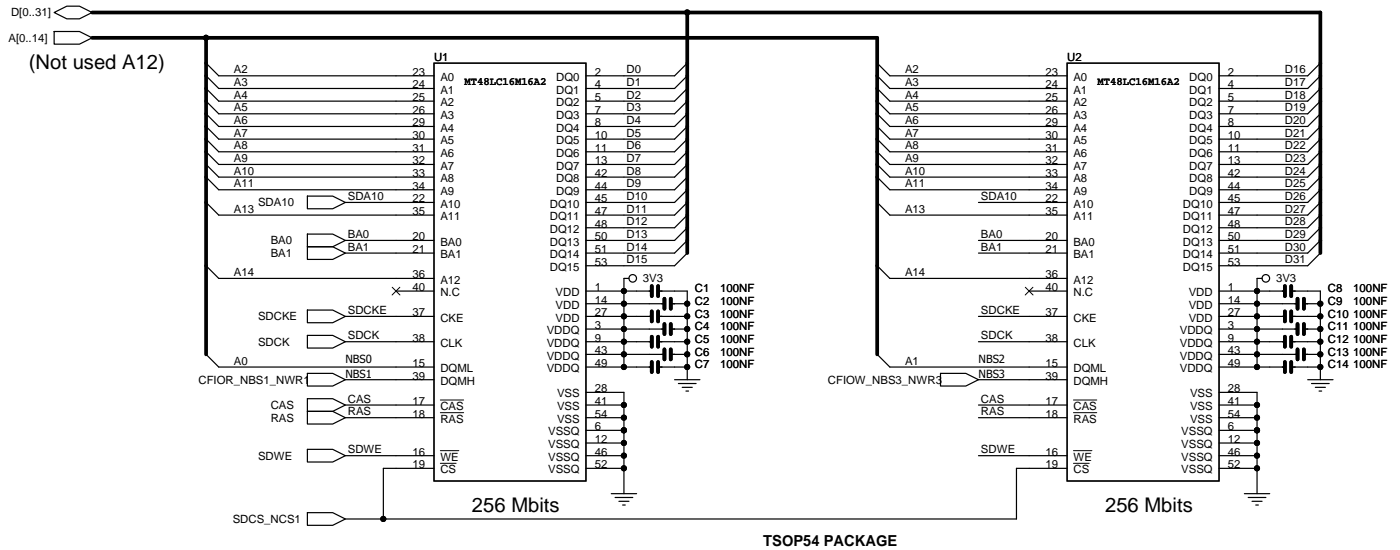 D[0..31]
A[0..14]
(Not used A12)
U1
MT48LC16M16A2
A2 23 A0 DQ0 2 D0
A3 24 A1 DQ1 4 D1
A4 25 A2 DQ2 5 D2
A5 26 A3 DQ3 7 D3
A6 29 A4 DQ4 8 D4
A7 30 A5 DQ5 10 D5
A8 31 A6 DQ6 11 D6
A9 32 A7 DQ7 13 D7
A10 33 A8 DQ8 42 D8
A11 34 A9 DQ9 44 D9
SDA10 SDA10 22 A10 DQ10 45 D10
A13 35 A11 DQ11 47 D11
DQ12 48 D12
BA0 BA0 20 BA0 DQ13 50 D13
BA1 BA1 21 BA1 DQ14 51 D14
DQ15 53 D15
A14 36 A12
3V3
40 N.C VDD 1 C1 100NF
VDD 14 C2 100NF
SDCKE SDCKE 37 CKE VDD 27 C3 100NF
VDDQ 3 C4 100NF
SDCK SDCK 38 CLK VDDQ 9 C5 100NF
VDDQ 43 C6 100NF
A0 NBS0 15 DQML VDDQ 49 C7 100NF
CFIOR_NBS1_NWR1 NBS1 39 DQMH
VSS 28
CAS CAS 17 CAS VSS 41
RAS RAS 18 RAS VSS 54
VSSQ 6
VSSQ 12
SDWE SDWE 16 WE VSSQ 46
19 CS VSSQ 52
256 Mbits
SDCS_NCS1
U2
MT48LC16M16A2
A2 23 A0 DQ0 2 D16
A3 24 A1 DQ1 4 D17
A4 25 A2 DQ2 5 D18
A5 26 A3 DQ3 7 D19
A6 29 A4 DQ4 8 D20
A7 30 A5 DQ5 10 D21
A8 31 A6 DQ6 11 D22
A9 32 A7 DQ7 13 D23
A10 33 A8 DQ8 42 D24
A11 34 A9 DQ9 44 D25
SDA10 22 A10 DQ10 45 D26
A13 35 A11 DQ11 47 D27
DQ12 48 D28
BA0 20 BA0 DQ13 50 D29
BA1 21 BA1 DQ14 51 D30
DQ15 53 D31
A14 36 A12
3V3
40 N.C VDD 1 C8 100NF
VDD 14 C9 100NF
SDCKE 37 CKE VDD 27 C10 100NF
VDDQ 3 C11 100NF
SDCK 38 CLK VDDQ 9 C12 100NF
VDDQ 43 C13 100NF
A1 NBS2 15 DQML VDDQ 49 C14 100NF
CFIOW_NBS3_NWR3 NBS3 39 DQMH
VSS 28
CAS 17 CAS VSS 41
RAS 18 RAS VSS 54
VSSQ 6
VSSQ 12
SDWE 16 WE VSSQ 46
19 CS VSSQ 52
256 Mbits
TSOP54 PACKAGE